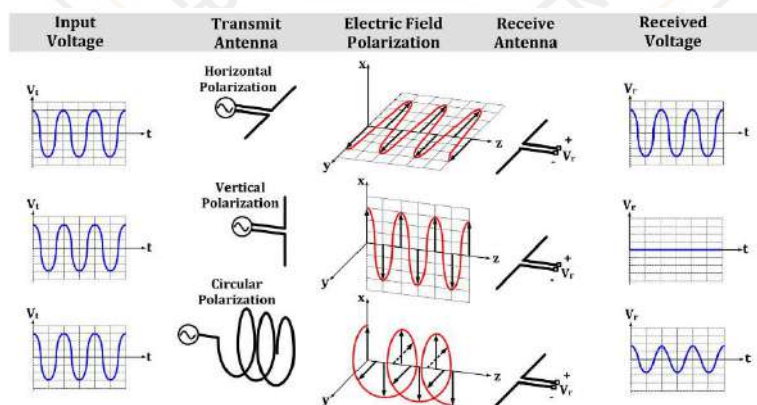 Input Voltage
Transmit Antenna
Electric Field Polarization
Receive Antenna
Received Voltage
Vt
t
Horizontal Polarization
x
y
z
+
Vr
-
Vr
t
Vt
t
Vertical Polarization
x
y
z
+
Vr
-
Vr
t
Vt
t
Circular Polarization
x
y
z
+
Vr
-
Vr
t